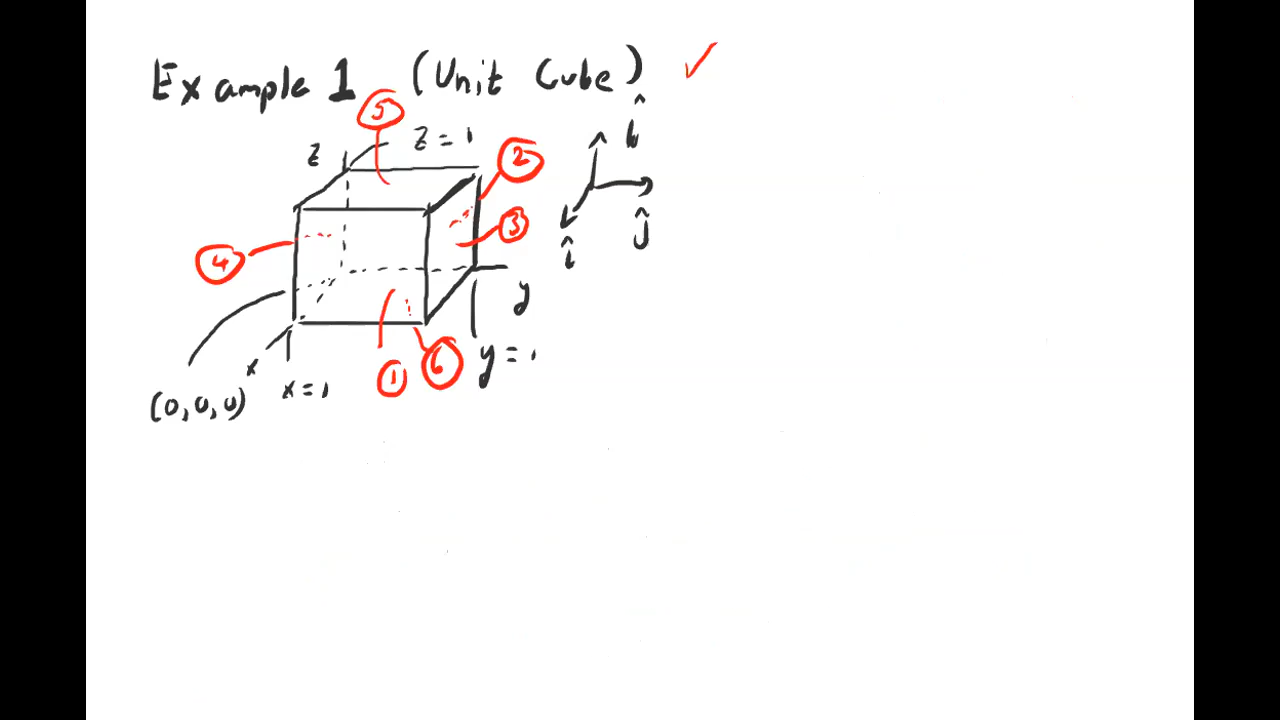 Example 1 (Unit Cube) ✓
5
z
z = 1
2
k̂
3
ĵ
î
4
y
x
1
6
y = 1
(0, 0, 0)
x = 1